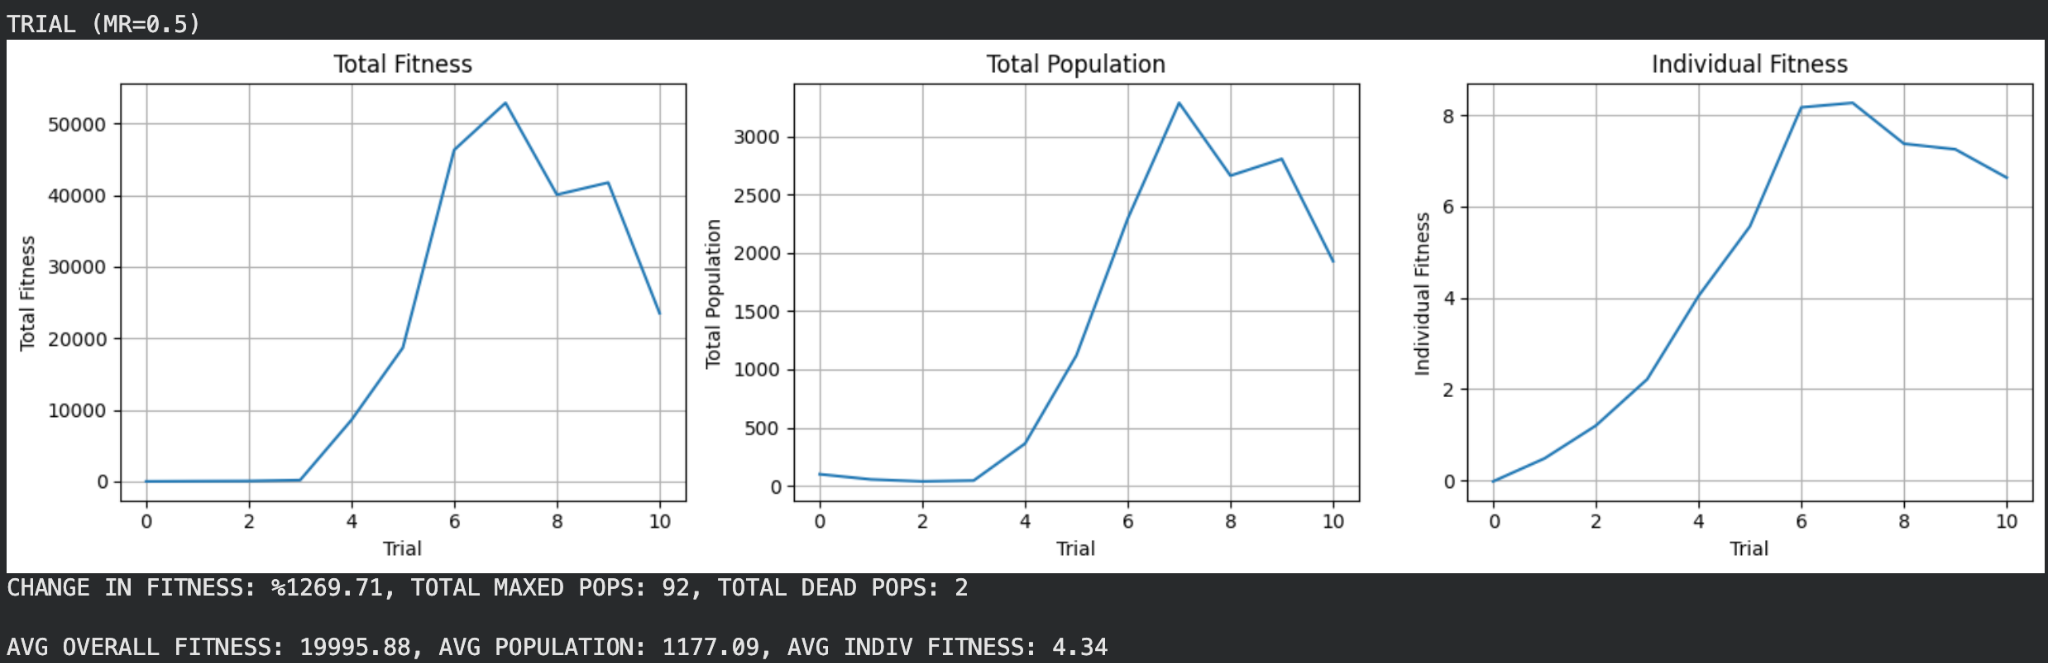 TRIAL (MR=0.5)
Total Fitness
Total Fitness
50000
40000
30000
20000
10000
0
0 2 4 6 8 10
Trial
Total Population
Total Population
3000
2500
2000
1500
1000
500
0
0 2 4 6 8 10
Trial
Individual Fitness
Individual Fitness
8
6
4
2
0
0 2 4 6 8 10
Trial
CHANGE IN FITNESS: %1269.71, TOTAL MAXED POPS: 92, TOTAL DEAD POPS: 2
AVG OVERALL FITNESS: 19995.88, AVG POPULATION: 1177.09, AVG INDIV FITNESS: 4.34